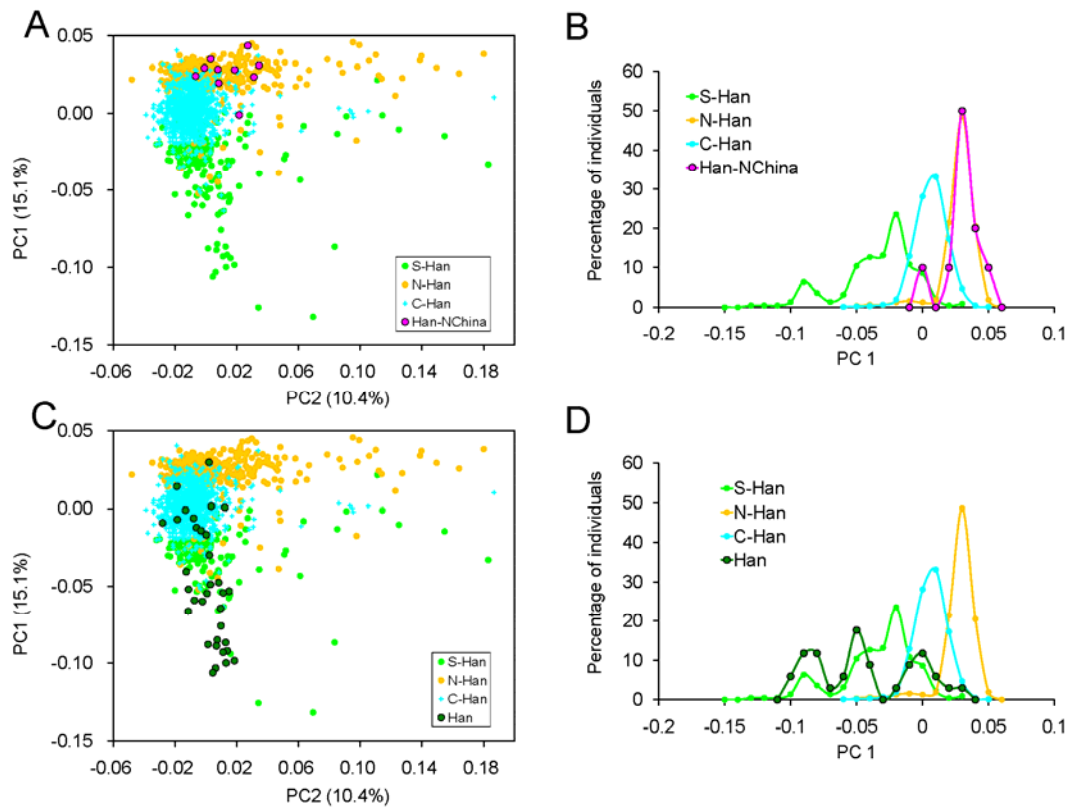 A
0.05
0.00
-0.05
-0.10
-0.15
PC1 (15.1%)
S-Han
N-Han
C-Han
Han-NChina
-0.06 -0.02 0.02 0.06 0.10 0.14 0.18
PC2 (10.4%)
B
60
50
40
30
20
10
0
Percentage of individuals
S-Han
N-Han
C-Han
Han-NChina
-0.2 -0.15 -0.1 -0.05 0 0.05 0.1
PC 1
C
0.05
0.00
-0.05
-0.10
-0.15
PC1 (15.1%)
S-Han
N-Han
C-Han
Han
-0.06 -0.02 0.02 0.06 0.10 0.14 0.18
PC2 (10.4%)
D
60
50
40
30
20
10
0
Percentage of individuals
S-Han
N-Han
C-Han
Han
-0.2 -0.15 -0.1 -0.05 0 0.05 0.1
PC 1